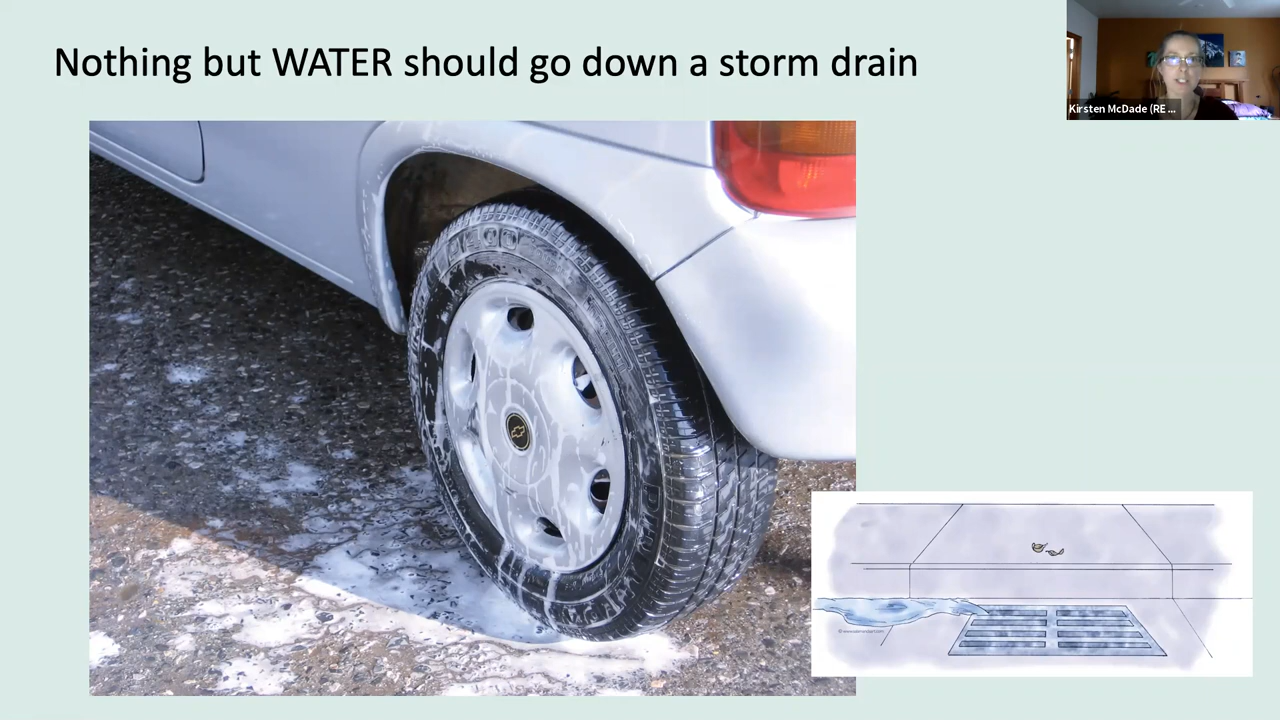 Nothing but WATER should go down a storm drain
Kirsten McDade (RE ...